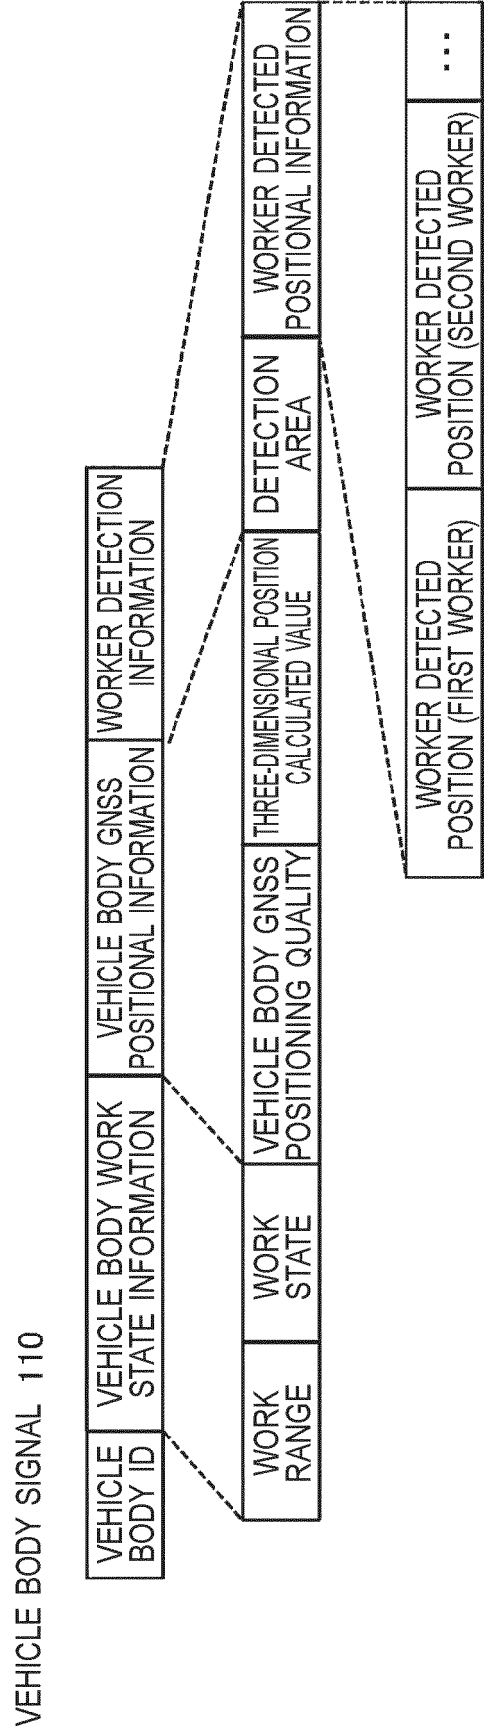 VEHICLE BODY SIGNAL 110
VEHICLE
BODY ID
VEHICLE BODY WORK
STATE INFORMATION
VEHICLE BODY GNSS
POSITIONAL INFORMATION
WORKER DETECTION
INFORMATION
WORK
RANGE
WORK
STATE
VEHICLE BODY GNSS
POSITIONING QUALITY
THREE-DIMENSIONAL POSITION
CALCULATED VALUE
DETECTION
AREA
WORKER DETECTED
POSITIONAL INFORMATION
WORKER DETECTED
POSITION (FIRST WORKER)
WORKER DETECTED
POSITION (SECOND WORKER)
...